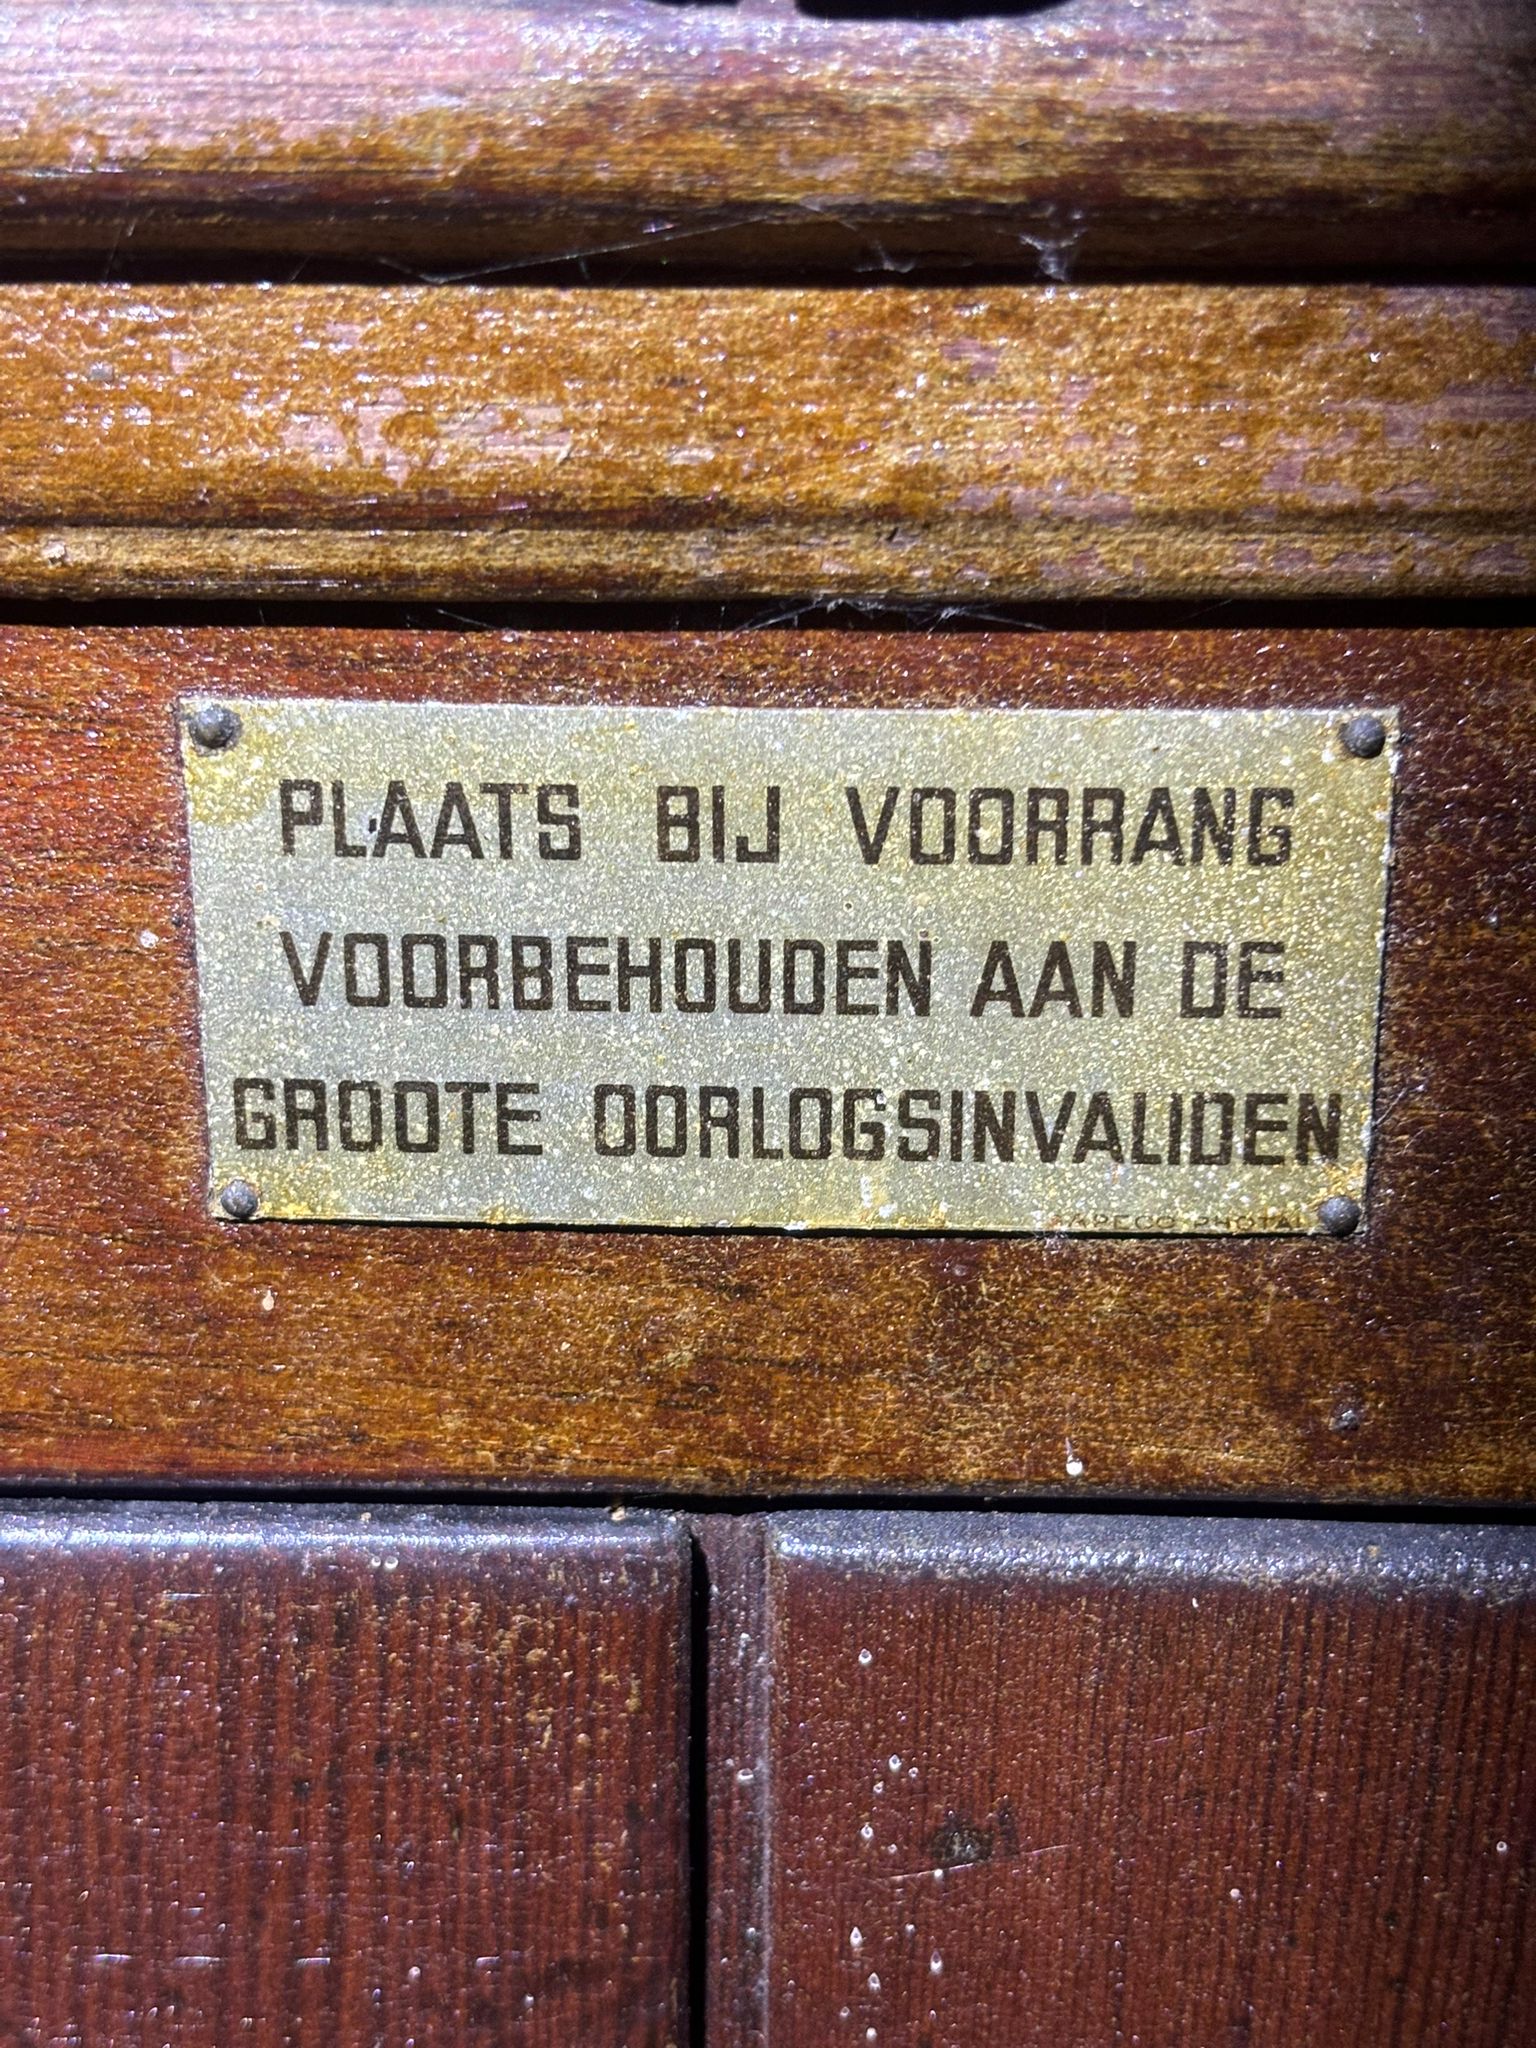 PLAATS BIJ VOORRANG
VOORBEHOUDEN AAN DE
GROOTE OORLOGSINVALIDEN